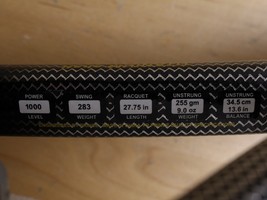 POWER SWING RACQUET UNSTRUNG UNSTRUNG
1000 283 27.75 in 255 gm 34.5 cm
9.0 oz 13.6 in
LEVEL WEIGHT LENGTH WEIGHT BALANCE